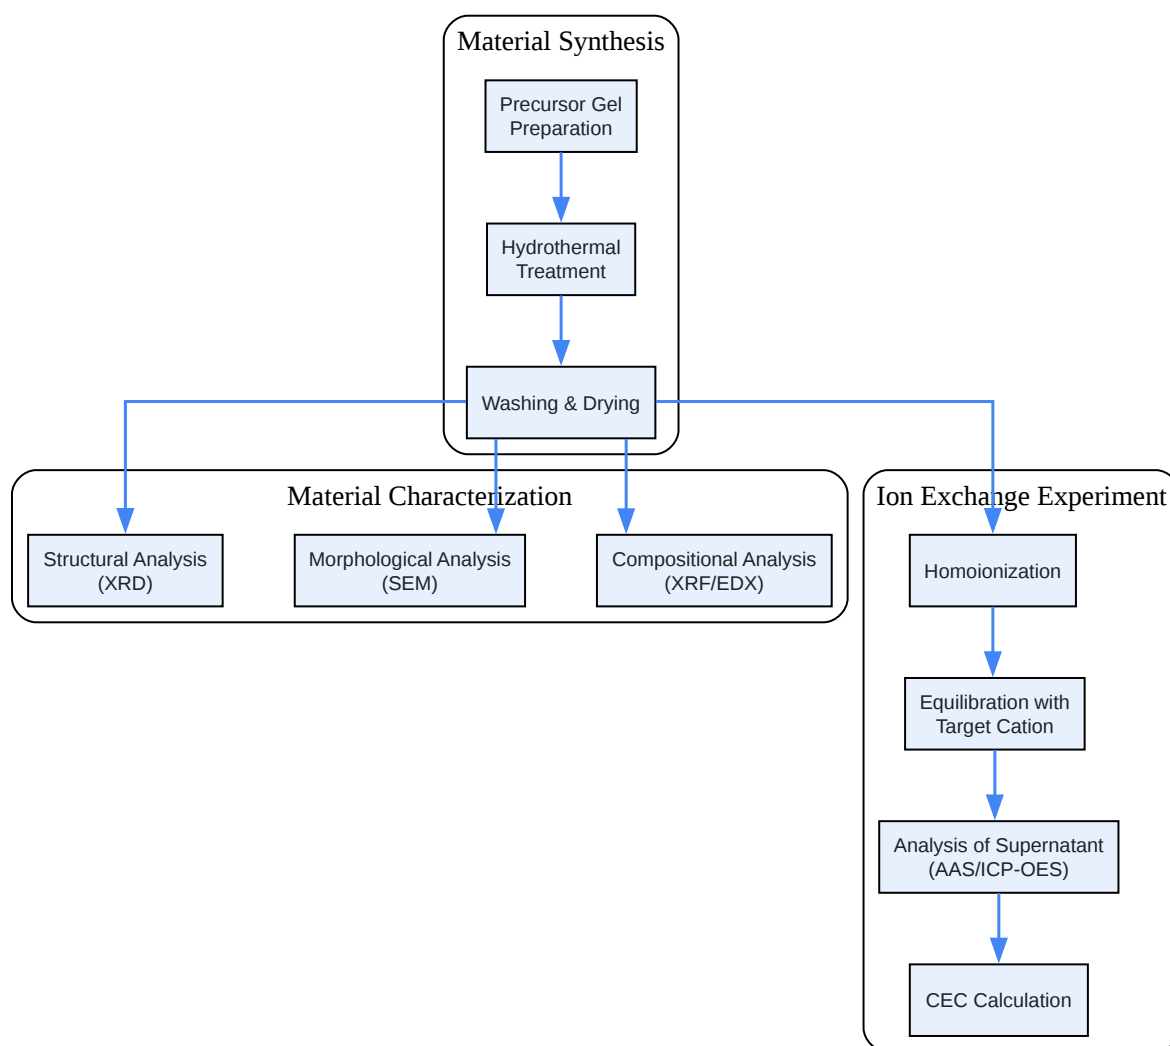 Material Synthesis
Precursor Gel
Preparation
Hydrothermal
Treatment
Washing & Drying
Material Characterization
Structural Analysis
(XRD)
Morphological Analysis
(SEM)
Compositional Analysis
(XRF/EDX)
Ion Exchange Experiment
Homoionization
Equilibration with
Target Cation
Analysis of Supernatant
(AAS/ICP-OES)
CEC Calculation